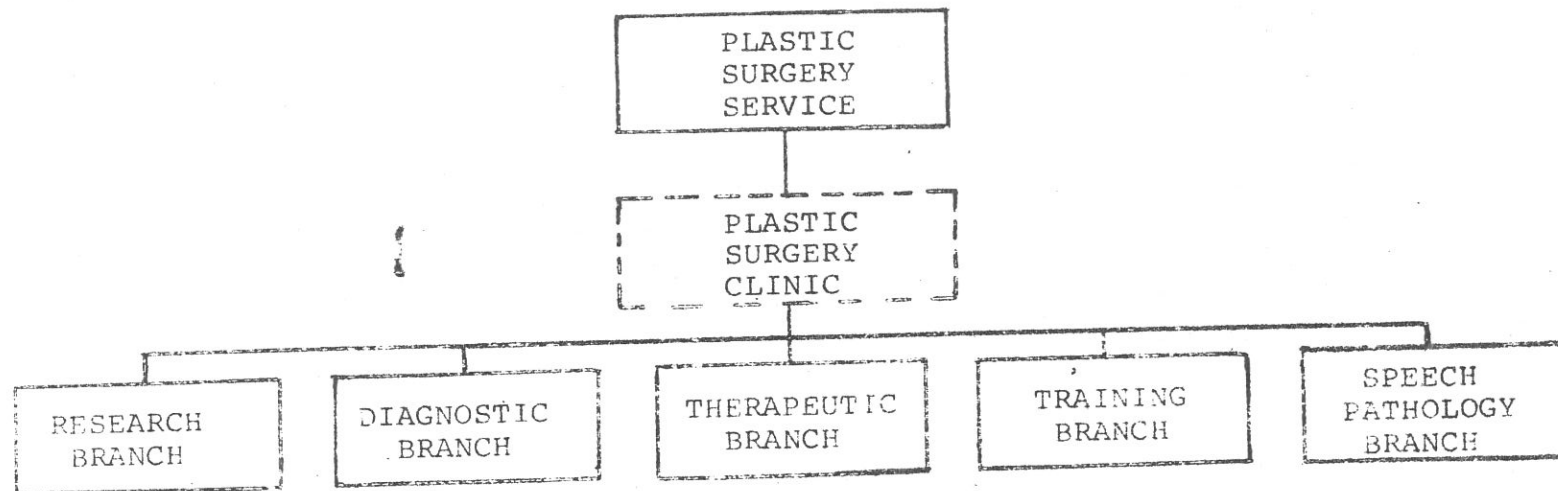 PLASTIC
SURGERY
SERVICE
PLASTIC
SURGERY
CLINIC
RESEARCH
BRANCH
DIAGNOSTIC
BRANCH
THERAPEUTIC
BRANCH
TRAINING
BRANCH
SPEECH
PATHOLOGY
BRANCH